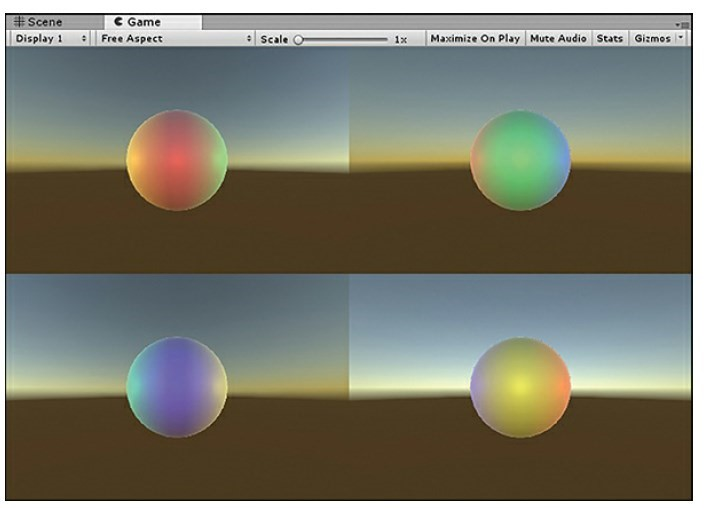 Scene Game
Display 1 Free Aspect Scale 1x Maximize On Play Mute Audio Stats Gizmos